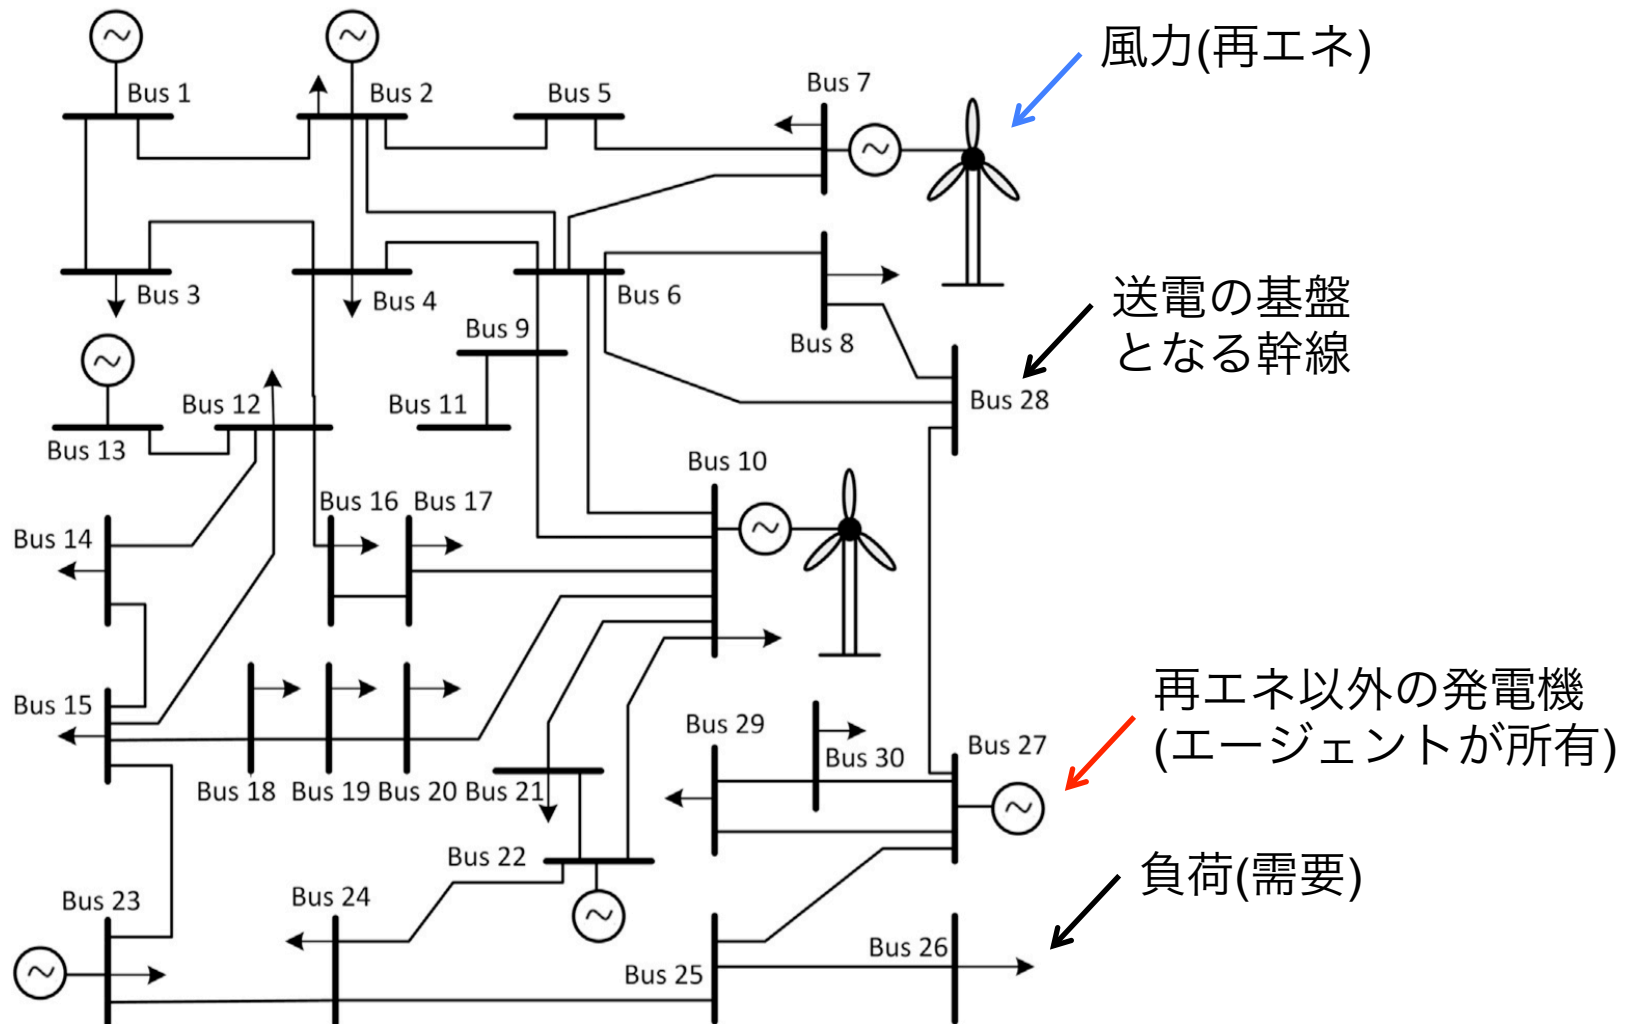 風力(再エネ)
Bus 1
Bus 2
Bus 5
Bus 7
Bus 3
Bus 4
Bus 6
送電の基盤
となる幹線
Bus 9
Bus 8
Bus 28
Bus 12
Bus 11
Bus 13
Bus 10
Bus 16
Bus 17
Bus 14
再エネ以外の発電機
(エージェントが所有)
Bus 15
Bus 29
Bus 30
Bus 27
Bus 18
Bus 19
Bus 20
Bus 21
Bus 22
負荷(需要)
Bus 23
Bus 24
Bus 25
Bus 26